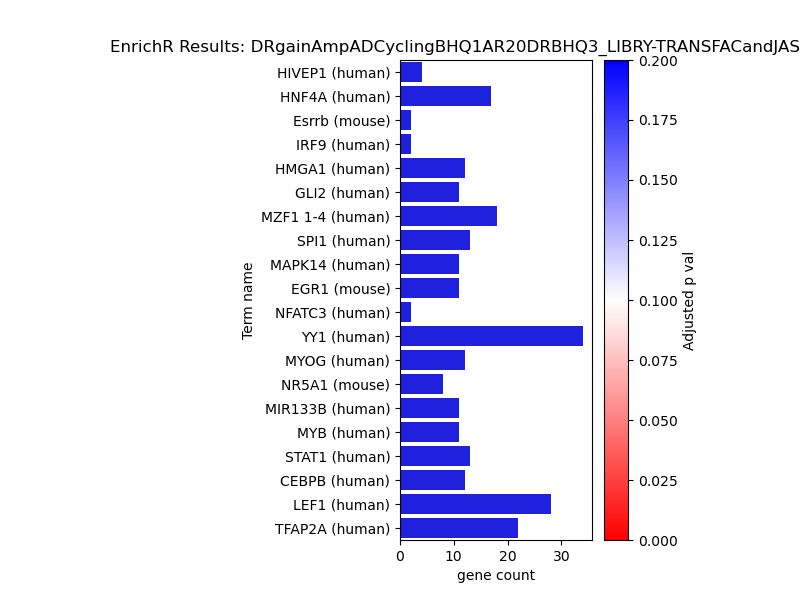 EnrichR Results: DRgainAmpADCyclingBHQ1AR20DRBHQ3_LIBRY-TRANSFACandJAS
HIVEP1 (human)
HNF4A (human)
Esrrb (mouse)
IRF9 (human)
HMGA1 (human)
GLI2 (human)
MZF1 1-4 (human)
SPI1 (human)
MAPK14 (human)
EGR1 (mouse)
NFATC3 (human)
YY1 (human)
MYOG (human)
NR5A1 (mouse)
MIR133B (human)
MYB (human)
STAT1 (human)
CEBPB (human)
LEF1 (human)
TFAP2A (human)
Term name
0 10 20 30
gene count
0.200
0.175
0.150
0.125
0.100
0.075
0.050
0.025
0.000
Adjusted p val